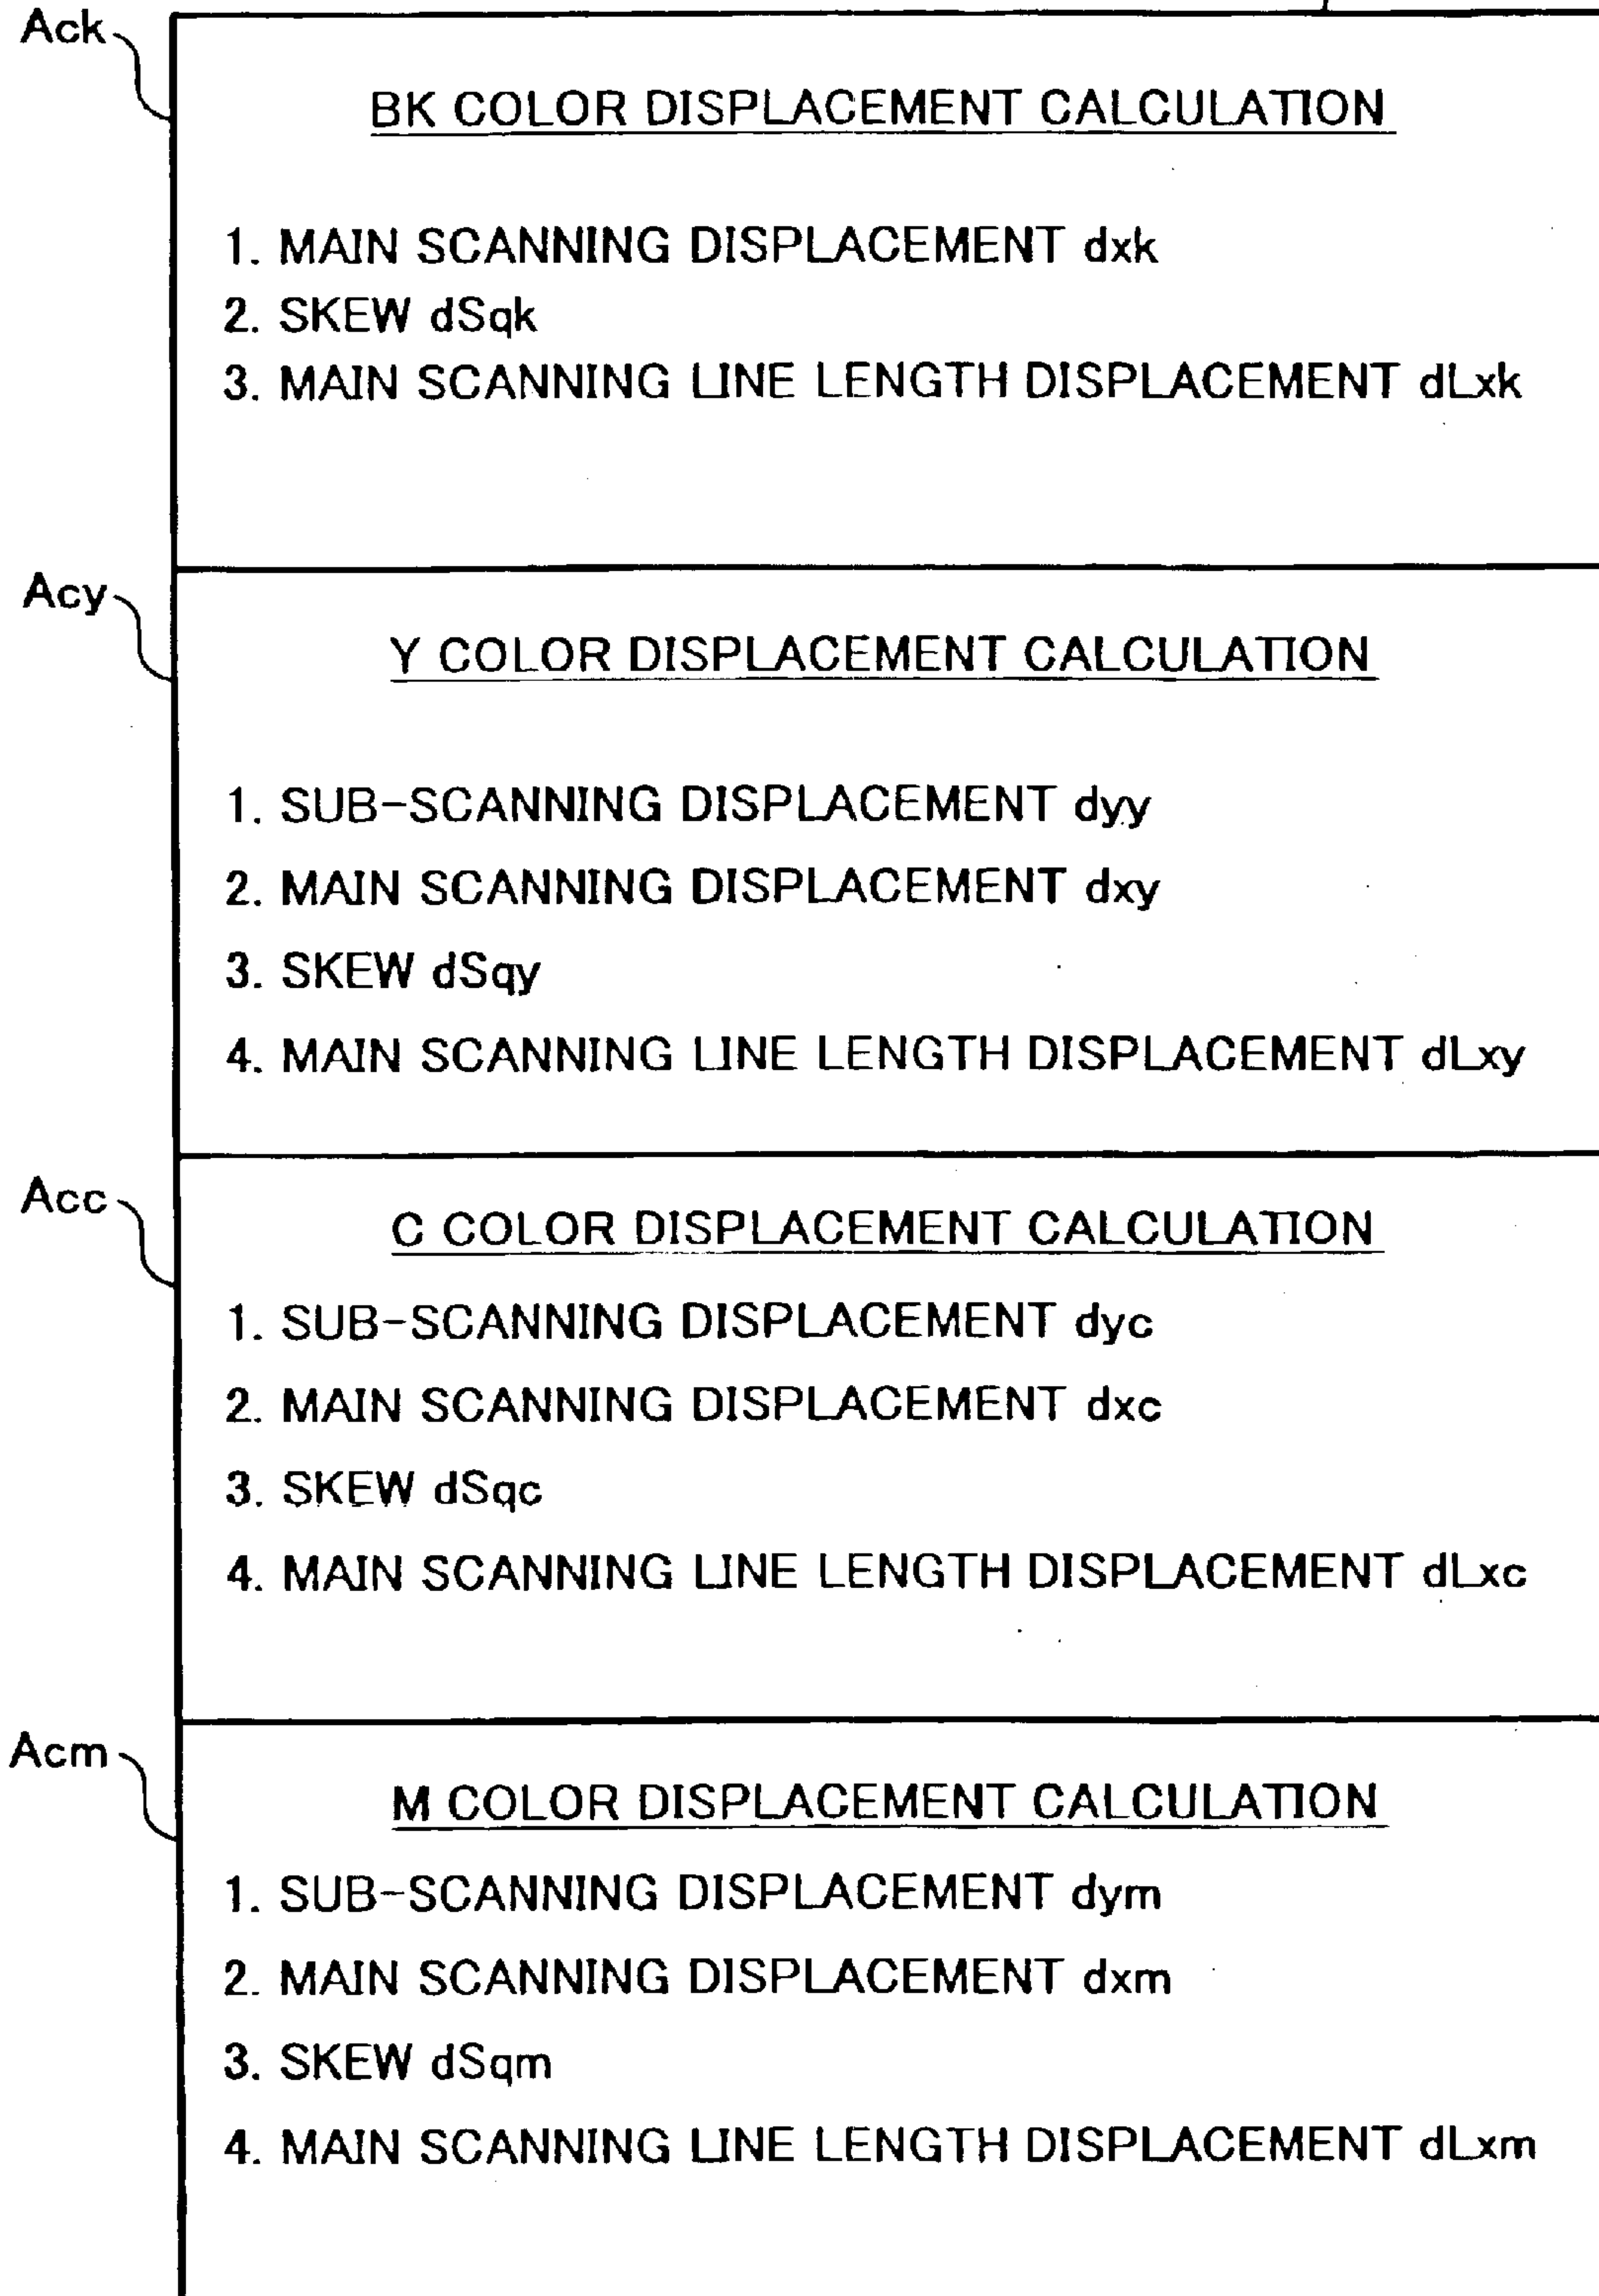 Ack
BK COLOR DISPLACEMENT CALCULATION
1. MAIN SCANNING DISPLACEMENT dxk
2. SKEW dSqk
3. MAIN SCANNING LINE LENGTH DISPLACEMENT dLxk
Acy
Y COLOR DISPLACEMENT CALCULATION
1. SUB-SCANNING DISPLACEMENT dyy
2. MAIN SCANNING DISPLACEMENT dxy
3. SKEW dSqy
4. MAIN SCANNING LINE LENGTH DISPLACEMENT dLxy
Acc
C COLOR DISPLACEMENT CALCULATION
1. SUB-SCANNING DISPLACEMENT dyc
2. MAIN SCANNING DISPLACEMENT dxc
3. SKEW dSqc
4. MAIN SCANNING LINE LENGTH DISPLACEMENT dLxc
Acm
M COLOR DISPLACEMENT CALCULATION
1. SUB-SCANNING DISPLACEMENT dym
2. MAIN SCANNING DISPLACEMENT dxm
3. SKEW dSqm
4. MAIN SCANNING LINE LENGTH DISPLACEMENT dLxm